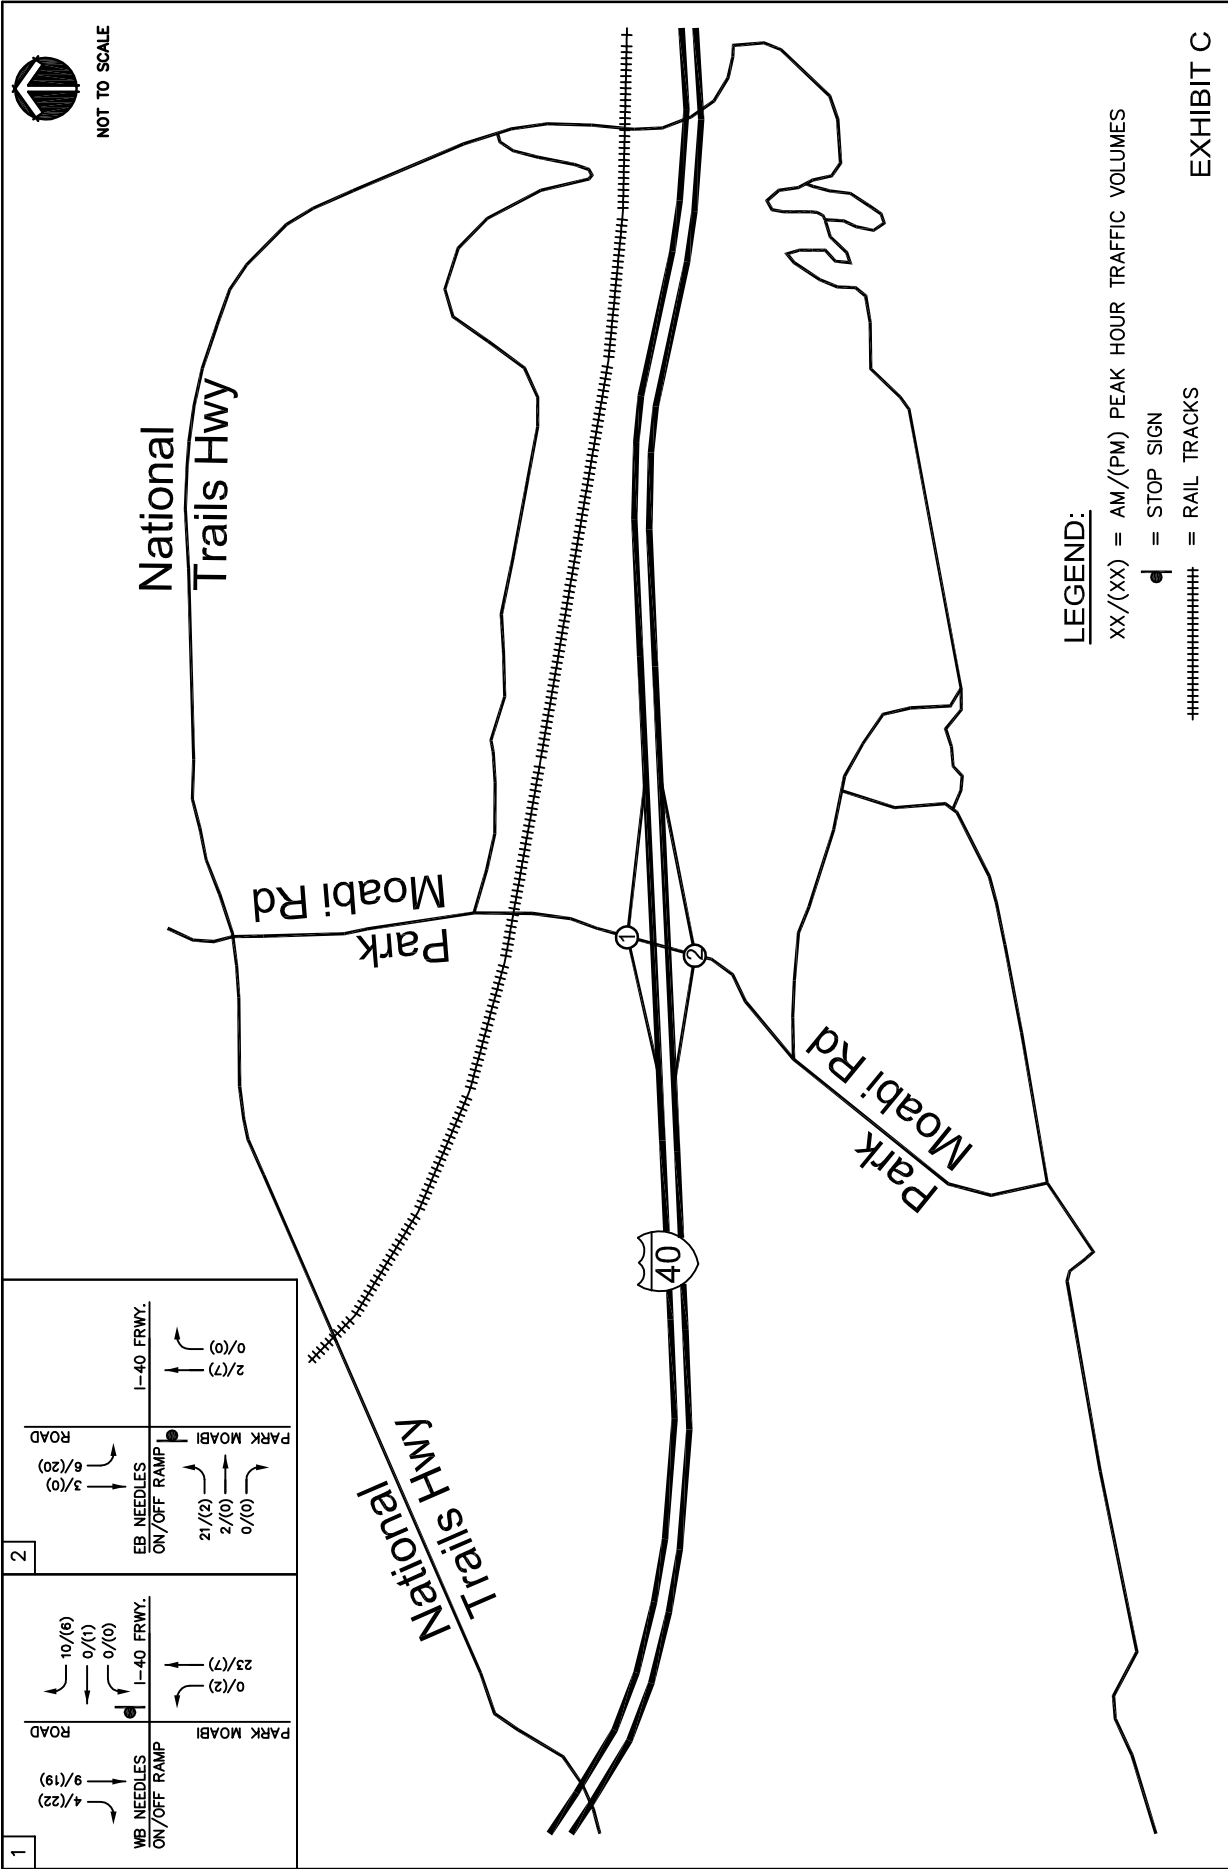 1
4/(22)
9/(19)
ROAD
10/(6)
0/(1)
0/(0)
WB NEEDLES
ON/OFF RAMP
I-40 FRWY.
PARK MOABI
0/(2)
23/(7)
2
3/(0)
6/(20)
ROAD
EB NEEDLES
ON/OFF RAMP
I-40 FRWY.
21/(2)
2/(0)
0/(0)
PARK MOABI
2/(7)
0/(0)
NOT TO SCALE
National
Trails Hwy
National
Trails Hwy
Park
Moabi Rd
1
2
40
Park
Moabi Rd
LEGEND:
XX/(XX) = AM/(PM) PEAK HOUR TRAFFIC VOLUMES
= STOP SIGN
= RAIL TRACKS
EXHIBIT C